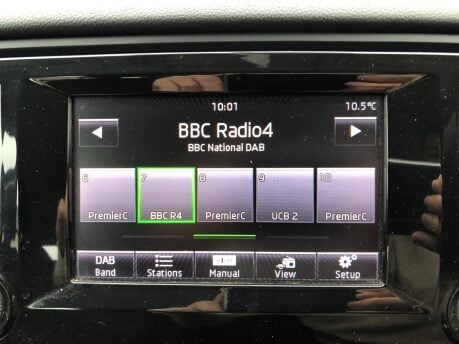 10:01 10.5°C
BBC Radio4
BBC National DAB
6 7 8 9 10
PremierC BBC R4 PremierC UCB 2 PremierC
DAB
Band Stations Manual View Setup